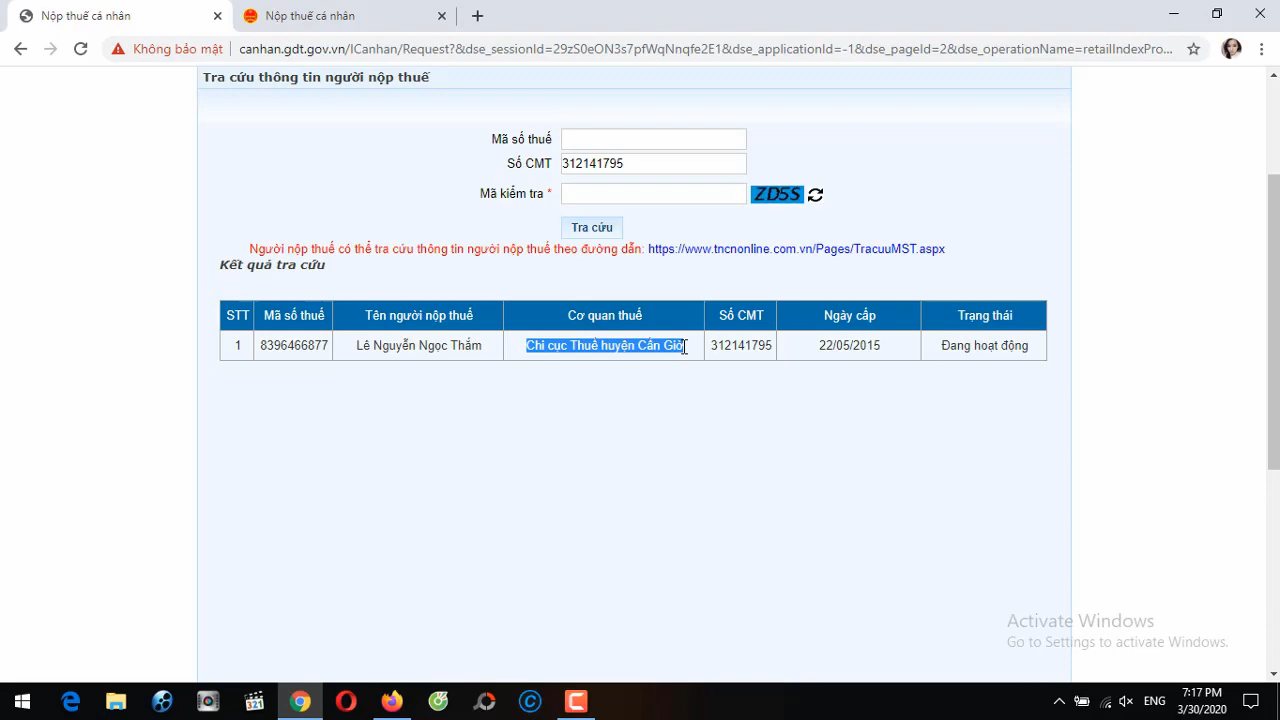 Nộp thuế cá nhân
Nộp thuế cá nhân
Không bảo mật
canhan.gdt.gov.vn/ICanhan/Request?&dse_sessionId=29zS0eON3s7pfWqNnqfe2E1&dse_applicationId=-1&dse_pageId=2&dse_operationName=retailIndexPro...
Tra cứu thông tin người nộp thuế
Mã số thuế
Số CMT 312141795
Mã kiểm tra * ZD5S
Tra cứu
Người nộp thuế có thể tra cứu thông tin người nộp thuế theo đường dẫn: https://www.tncnonline.com.vn/Pages/TracuuMST.aspx
Kết quả tra cứu
STT Mã số thuế Tên người nộp thuế Cơ quan thuế Số CMT Ngày cấp Trạng thái
1 8396466877 Lê Nguyễn Ngọc Thắm Chi cục Thuế huyện Cần Giờ 312141795 22/05/2015 Đang hoạt động
Activate Windows
Go to Settings to activate Windows.
321
ENG
7:17 PM
3/30/2020